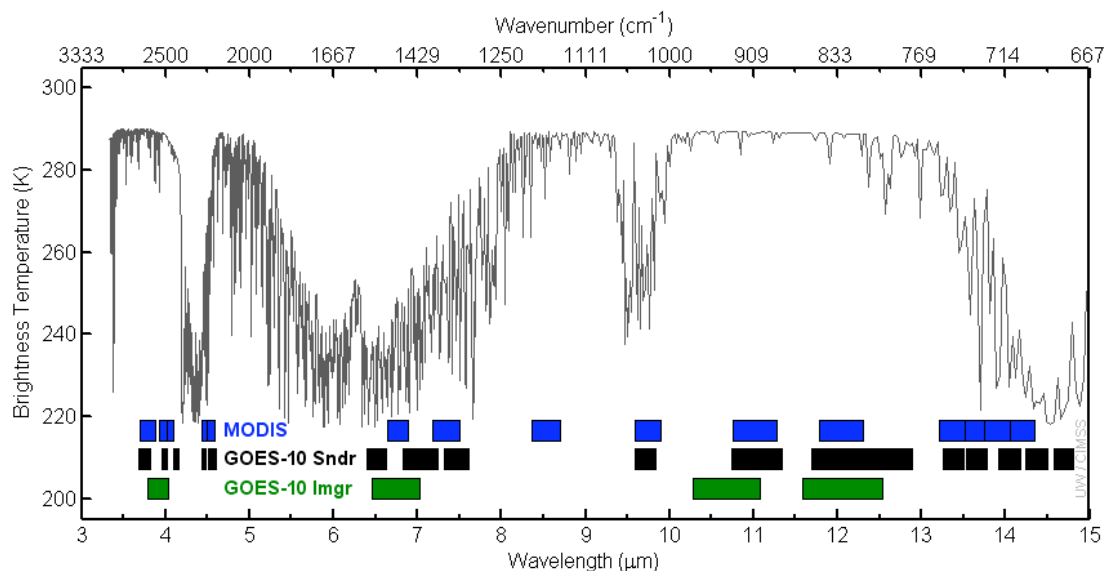 Wavenumber (cm⁻¹)
3333 2500 2000 1667 1429 1250 1111 1000 909 833 769 714 667
Brightness Temperature (K)
300
280
260
240
220
200
MODIS
GOES-10 Sndr
GOES-10 Imgr
UW / CIMSS
3 4 5 6 7 8 9 10 11 12 13 14 15
Wavelength (μm)